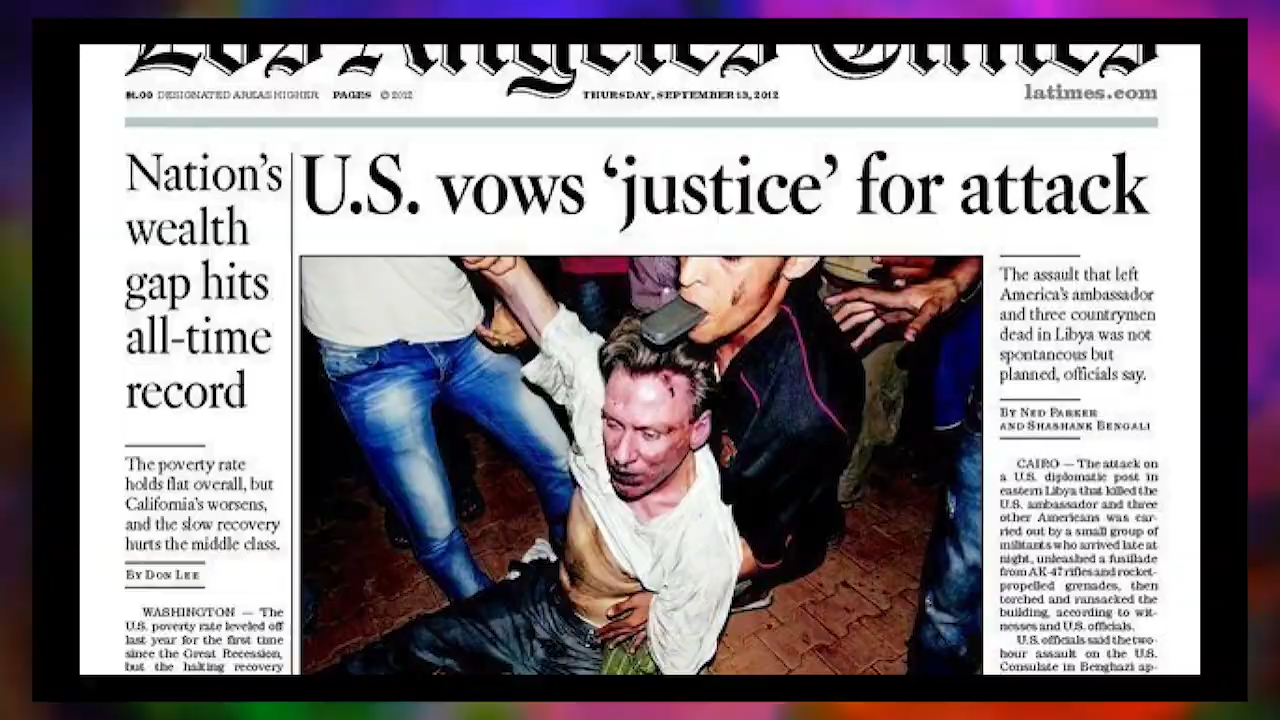 Los Angeles Times
$1.00 DESIGNATED AREAS HIGHER PAGES © 2012 THURSDAY, SEPTEMBER 13, 2012 latimes.com
Nation's
wealth
gap hits
all-time
record
The poverty rate
holds flat overall, but
California's worsens,
and the slow recovery
hurts the middle class.
BY DON LEE
WASHINGTON — The
U.S. poverty rate leveled off
last year for the first time
since the Great Recession,
but the halting recovery
U.S. vows ‘justice’ for attack
The assault that left
America's ambassador
and three countrymen
dead in Libya was not
spontaneous but
planned, officials say.
BY NED PARKER
AND SHASHANK BENGALI
CAIRO — The attack on
a U.S. diplomatic post in
eastern Libya that killed the
U.S. ambassador and three
other Americans was car-
ried out by a small group of
militants who arrived late at
night, unleashed a fusillade
from AK-47 rifles and rocket-
propelled grenades, then
torched and ransacked the
building, according to wit-
nesses and U.S. officials.
U.S. officials said the two-
hour assault on the U.S.
Consulate in Benghazi ap-